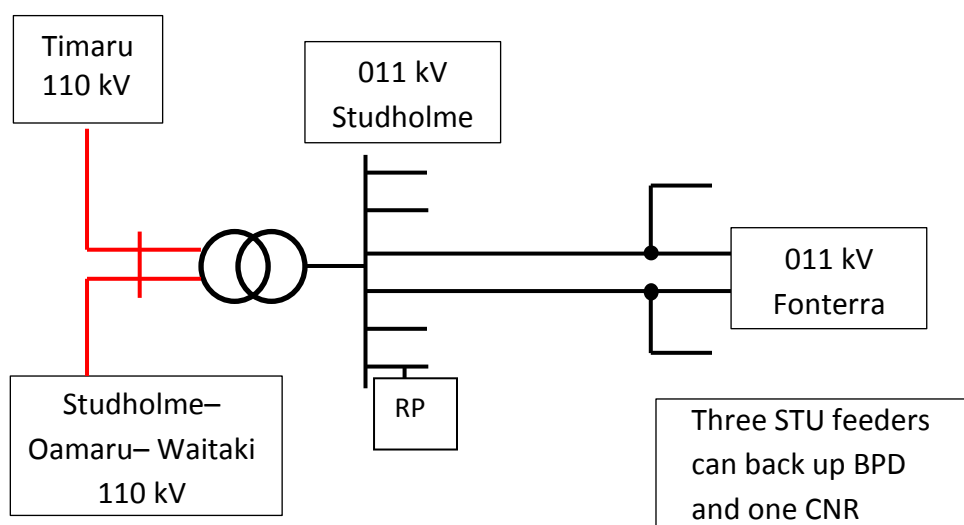 Timaru
110 kV
011 kV
Studholme
011 kV
Fonterra
RP
Studholme–
Oamaru– Waitaki
110 kV
Three STU feeders
can back up BPD
and one CNR